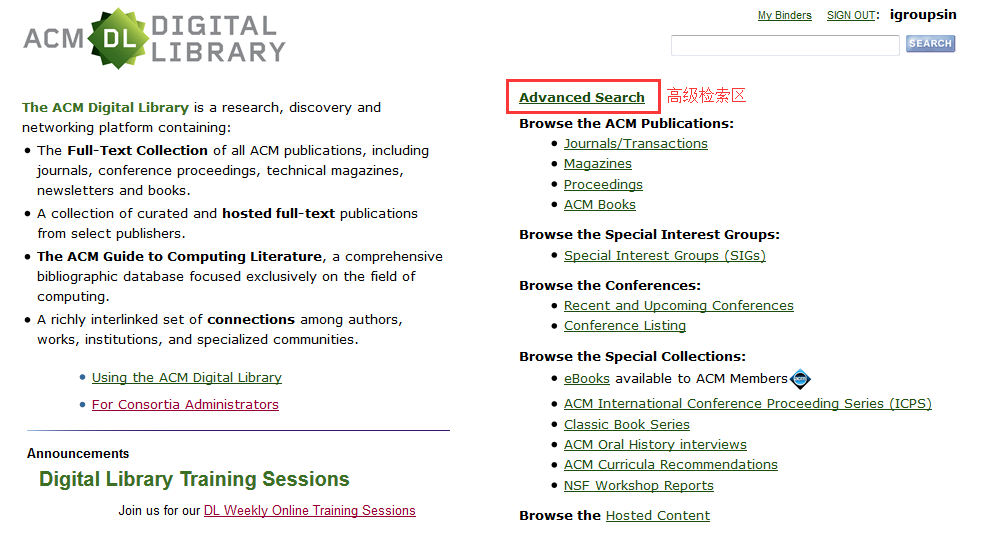 ACM DL DIGITAL LIBRARY
My Binders SIGN OUT: igroupsin
SEARCH
The ACM Digital Library is a research, discovery and
networking platform containing:
• The Full-Text Collection of all ACM publications, including
journals, conference proceedings, technical magazines,
newsletters and books.
• A collection of curated and hosted full-text publications
from select publishers.
• The ACM Guide to Computing Literature, a comprehensive
bibliographic database focused exclusively on the field of
computing.
• A richly interlinked set of connections among authors,
works, institutions, and specialized communities.
• Using the ACM Digital Library
• For Consortia Administrators
Announcements
Digital Library Training Sessions
Join us for our DL Weekly Online Training Sessions
Advanced Search 高级检索区
Browse the ACM Publications:
• Journals/Transactions
• Magazines
• Proceedings
• ACM Books
Browse the Special Interest Groups:
• Special Interest Groups (SIGs)
Browse the Conferences:
• Recent and Upcoming Conferences
• Conference Listing
Browse the Special Collections:
• eBooks available to ACM Members
• ACM International Conference Proceeding Series (ICPS)
• Classic Book Series
• ACM Oral History interviews
• ACM Curricula Recommendations
• NSF Workshop Reports
Browse the Hosted Content